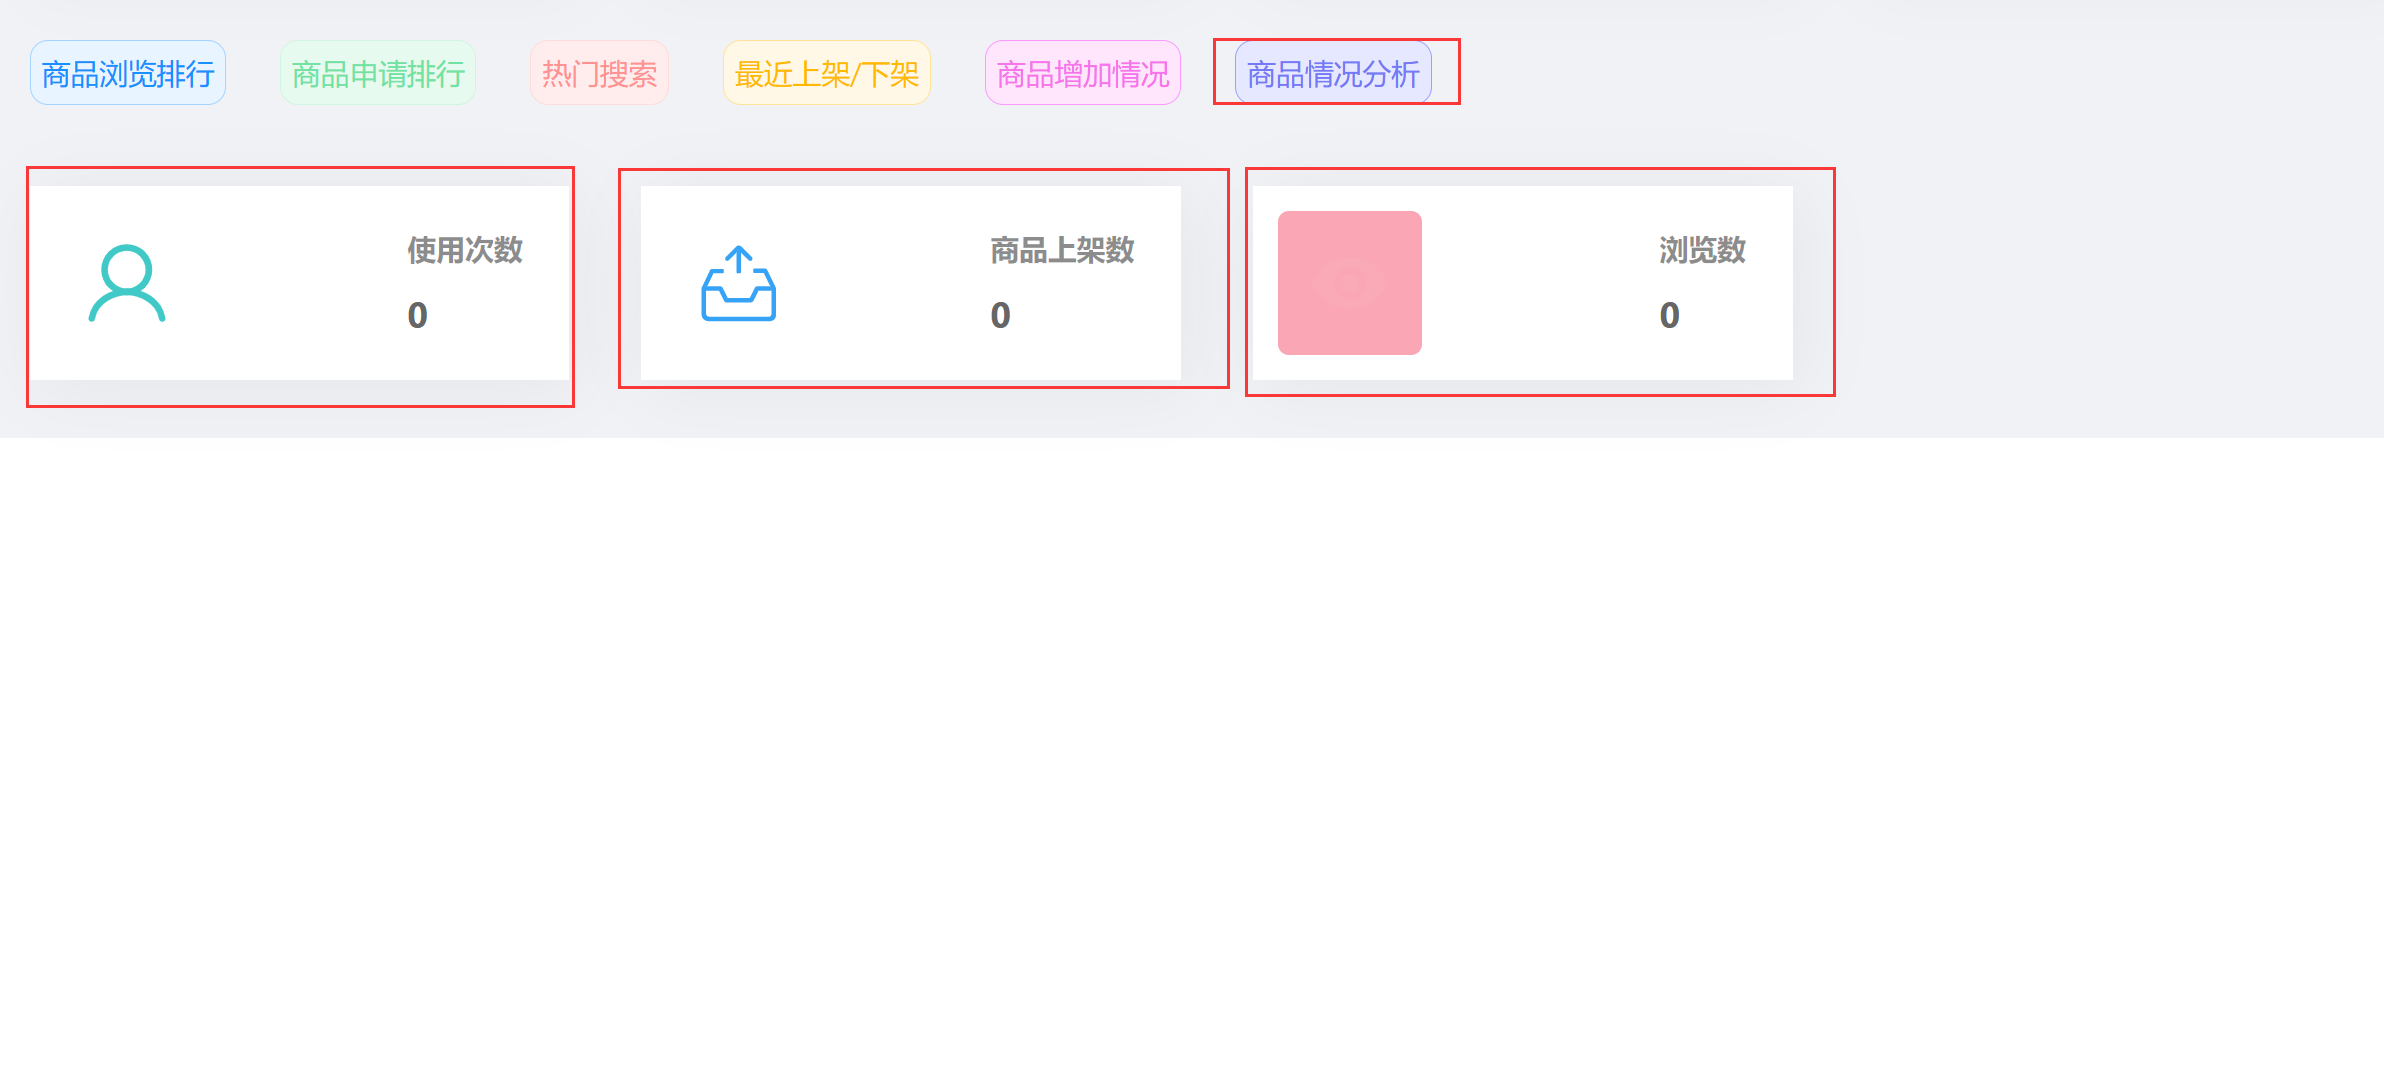 商品浏览排行
商品申请排行
热门搜索
最近上架/下架
商品增加情况
商品情况分析
使用次数
0
商品上架数
0
浏览数
0